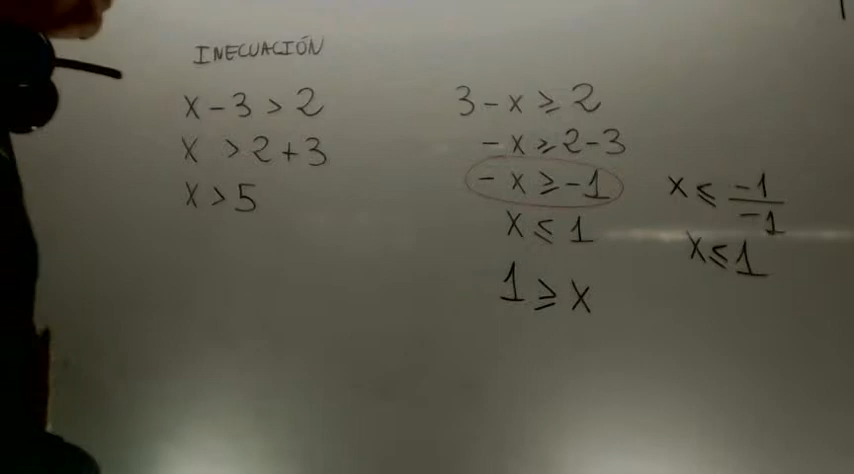 INECUACIÓN
x - 3 > 2
x > 2 + 3
x > 5
3 - x ≥ 2
- x ≥ 2 - 3
- x ≥ -1
x ≤ 1
1 ≥ x
x ≤ -1/-1
x ≤ 1